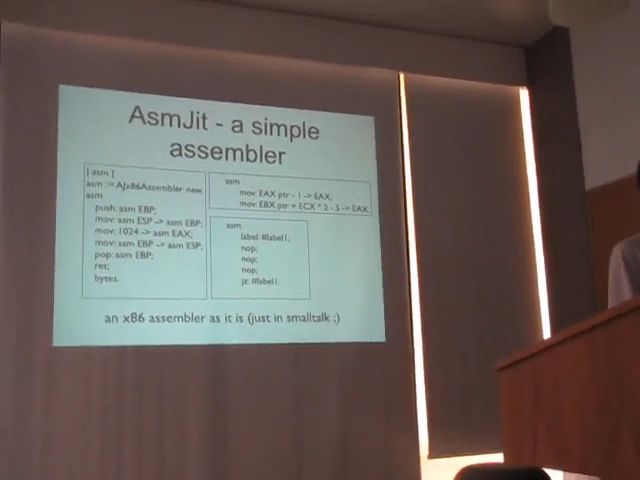 AsmJit - a simple
assembler
| asm |
asm := AJx86Assembler new.
asm
push: asm EBP;
mov: asm ESP -> asm EBP;
mov: 1024 -> asm EAX;
mov: asm EBP -> asm ESP;
pop: asm EBP;
ret;
bytes.
asm
mov: EAX ptr - 1 -> EAX;
mov: EBX ptr + ECX * 2 - 5 -> EAX;
asm
label: #label1;
nop;
nop;
nop;
jz: #label1.
an x86 assembler as it is (just in smalltalk ;)